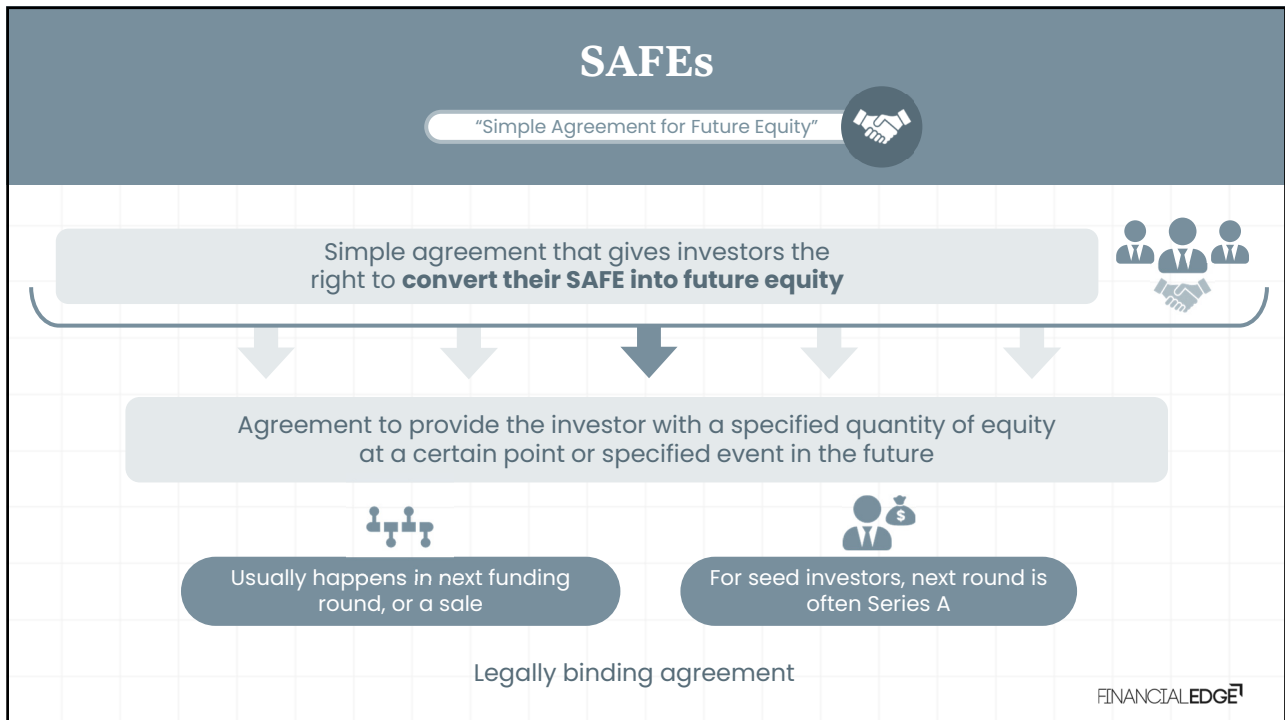 SAFEs
“Simple Agreement for Future Equity”
Simple agreement that gives investors the
right to convert their SAFE into future equity
Agreement to provide the investor with a specified quantity of equity
at a certain point or specified event in the future
$
Usually happens in next funding
round, or a sale
For seed investors, next round is
often Series A
Legally binding agreement
FINANCIALEDGE